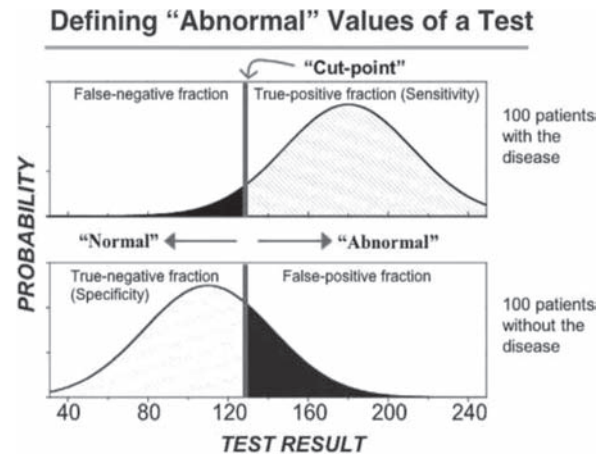 Defining “Abnormal” Values of a Test
“Cut-point”
False-negative fraction
True-positive fraction (Sensitivity)
100 patients
with the
disease
PROBABILITY
“Normal”
“Abnormal”
True-negative fraction
(Specificity)
False-positive fraction
100 patients
without the
disease
40 80 120 160 200 240
TEST RESULT